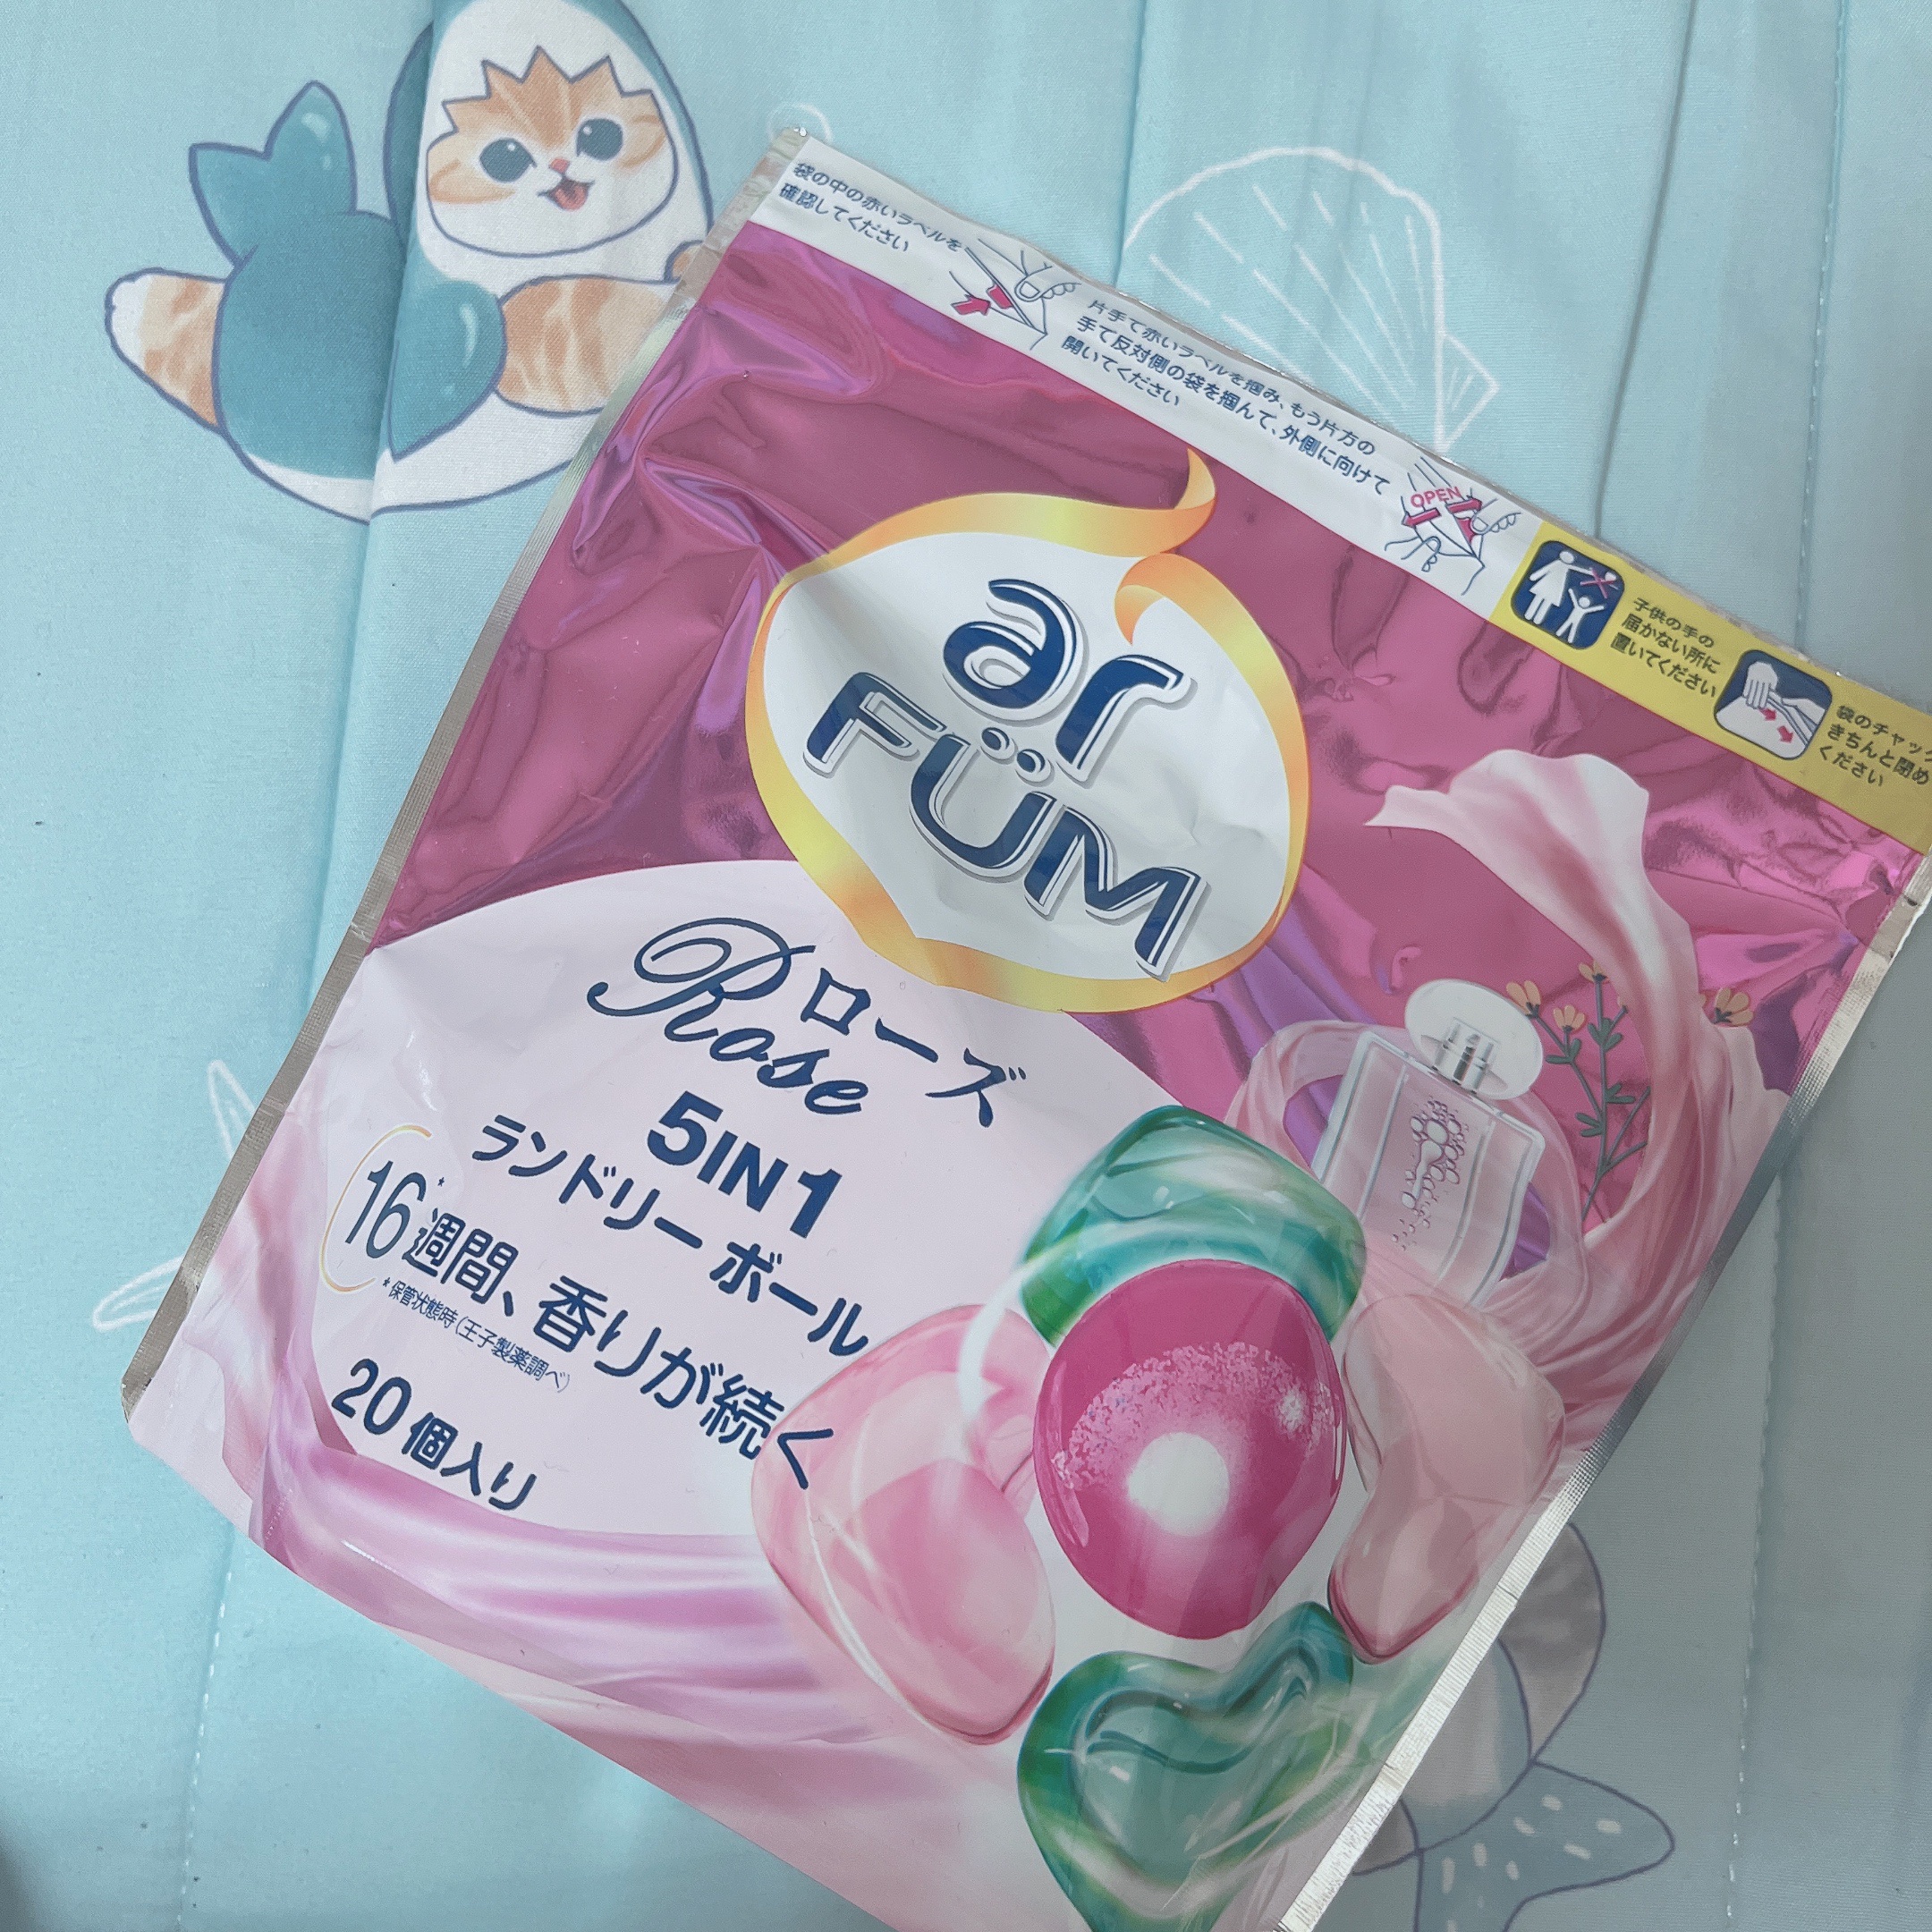 袋の中の赤いラベルを
確認してください
片手で赤いラベルを掴み、もう片方の
手で反対側の袋を掴んで、外側に向けて
開いてください
OPEN
子供の手の
届かない所に
置いてください
袋のチャック
きちんと閉め
ください
ar
FÜM
ローズ
Rose
5IN1
ランドリー ボール
16*週間、香りが続く
*保管状態時(王子製薬調べ)
20個入り